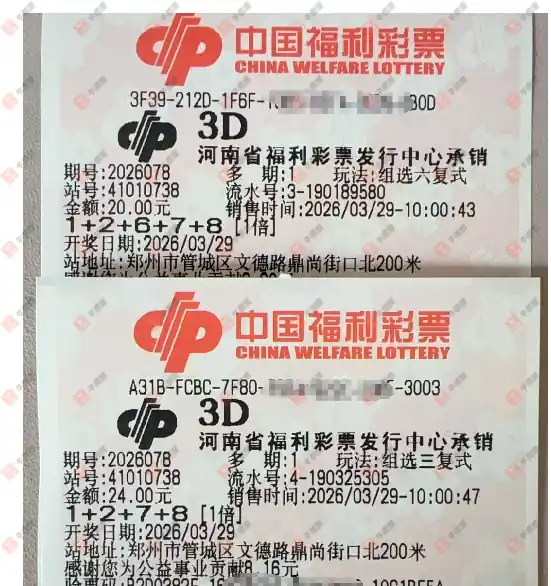 中国福利彩票
CHINA WELFARE LOTTERY
3F39-212D-1F6F- B0D
3D
河南省福利彩票发行中心承销
期号:2026078 多 期:1 玩法:组选六复式
站号:41010738 流水号:3-190189580
金额:20.00元 销售时间:2026/03/29-10:00:43
1+2+6+7+8 [1倍]
开奖日期:2026/03/29
站地址:郑州市管城区文德路鼎尚街口北200米
中国福利彩票
CHINA WELFARE LOTTERY
A31B-FCBC-7F80- -3003
3D
河南省福利彩票发行中心承销
期号:2026078 多 期:1 玩法:组选三复式
站号:41010738 流水号:4-190325305
金额:24.00元 销售时间:2026/03/29-10:00:47
1+2+7+8 [1倍]
开奖日期:2026/03/29
站地址:郑州市管城区文德路鼎尚街口北200米
感谢您为公益事业贡献8.16元